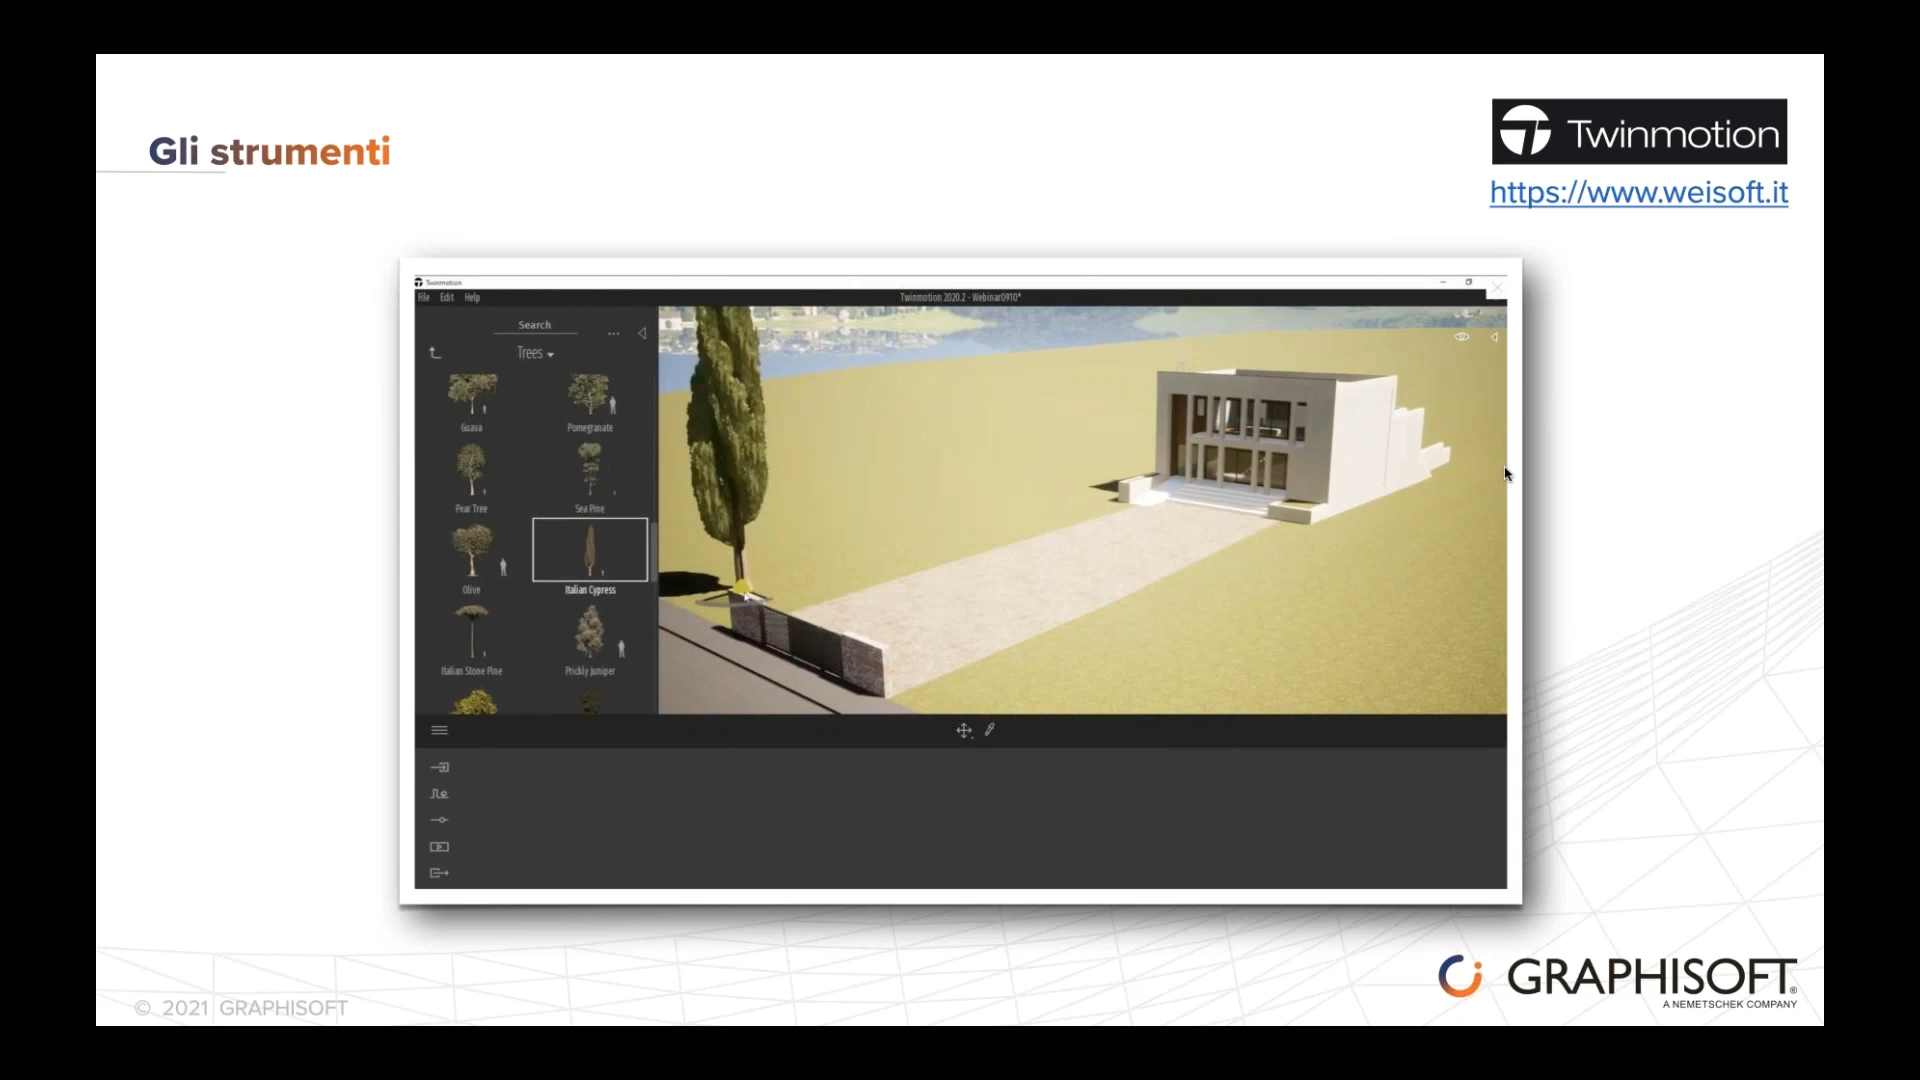 Gli strumenti
Twinmotion
https://www.weisoft.it
Twinmotion
File Edit Help
Twinmotion 2020.2 - Webinar0910*
Search
...
Trees
Guava
Pomegranate
Pear Tree
Sea Pine
Olive
Italian Cypress
Italian Stone Pine
Prickly Juniper
GRAPHISOFT®
A NEMETSCHEK COMPANY
© 2021 GRAPHISOFT